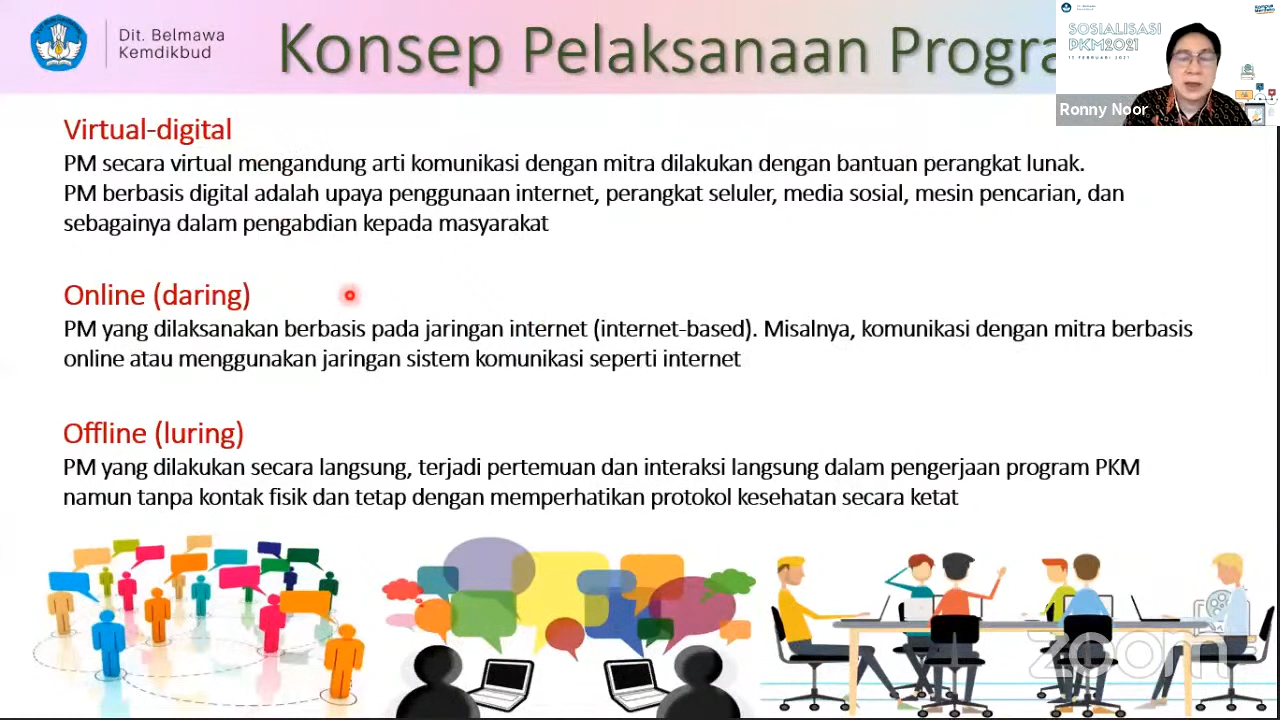 Dit. Belmawa
Kemdikbud
Konsep Pelaksanaan Progra
SOSIALISASI
PKM2021
Ronny Noor
Virtual-digital
PM secara virtual mengandung arti komunikasi dengan mitra dilakukan dengan bantuan perangkat lunak.
PM berbasis digital adalah upaya penggunaan internet, perangkat seluler, media sosial, mesin pencarian, dan
sebagainya dalam pengabdian kepada masyarakat
Online (daring)
PM yang dilaksanakan berbasis pada jaringan internet (internet-based). Misalnya, komunikasi dengan mitra berbasis
online atau menggunakan jaringan sistem komunikasi seperti internet
Offline (luring)
PM yang dilakukan secara langsung, terjadi pertemuan dan interaksi langsung dalam pengerjaan program PKM
namun tanpa kontak fisik dan tetap dengan memperhatikan protokol kesehatan secara ketat
zoom